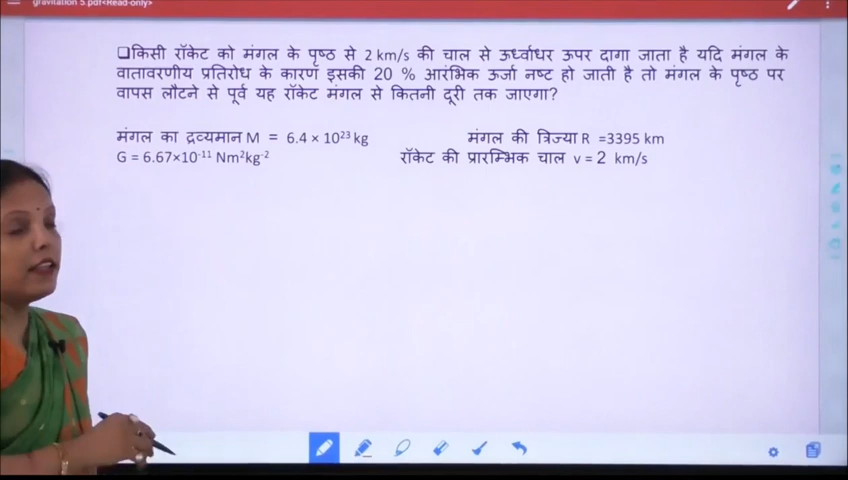 gravitation 5.pdf<Read-only>
❑किसी रॉकेट को मंगल के पृष्ठ से 2 km/s की चाल से ऊर्ध्वाधर ऊपर दागा जाता है यदि मंगल के
वातावरणीय प्रतिरोध के कारण इसकी 20 % आरंभिक ऊर्जा नष्ट हो जाती है तो मंगल के पृष्ठ पर
वापस लौटने से पूर्व यह रॉकेट मंगल से कितनी दूरी तक जाएगा?
मंगल का द्रव्यमान M = 6.4 × 10²³ kg मंगल की त्रिज्या R =3395 km
G = 6.67×10⁻¹¹ Nm²kg⁻² रॉकेट की प्रारम्भिक चाल v = 2 km/s